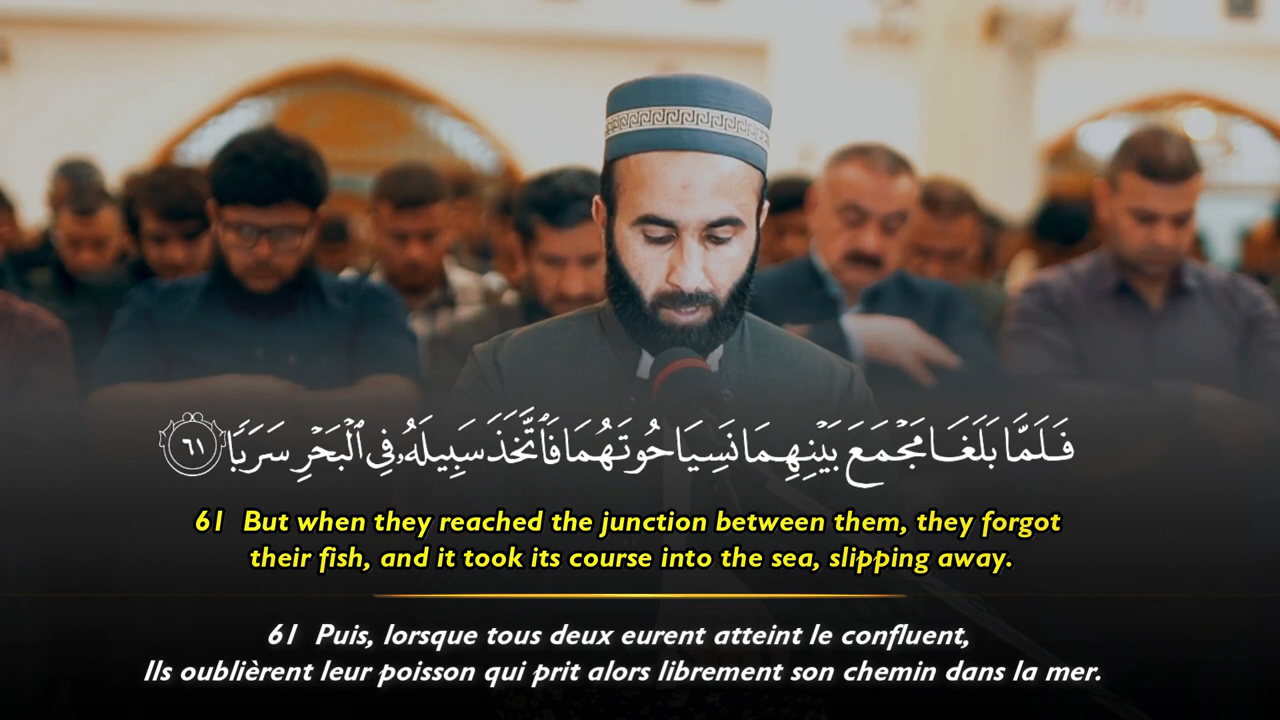 فَلَمَّا بَلَغَا مَجْمَعَ بَيْنِهِمَا نَسِيَا حُوتَهُمَا فَٱتَّخَذَ سَبِيلَهُۥ فِى ٱلْبَحْرِ سَرَبًا ٦١
61 But when they reached the junction between them, they forgot
their fish, and it took its course into the sea, slipping away.
61 Puis, lorsque tous deux eurent atteint le confluent,
Ils oublièrent leur poisson qui prit alors librement son chemin dans la mer.